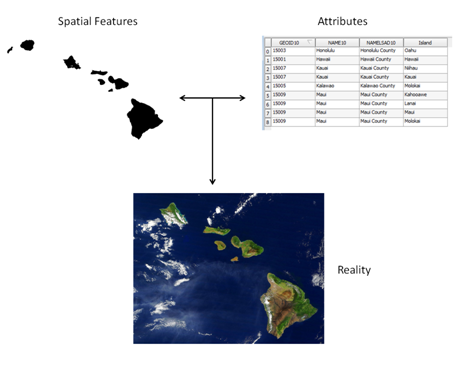 Spatial Features
Attributes
GEOID10 NAME10 NAMELSAD10 Island
0 15003 Honolulu Honolulu County Oahu
1 15001 Hawaii Hawaii County Hawaii
2 15007 Kauai Kauai County Nihau
3 15007 Kauai Kauai County Kauai
4 15005 Kalawao Kalawao County Molokai
5 15009 Maui Maui County Kahoolawe
6 15009 Maui Maui County Lanai
7 15009 Maui Maui County Maui
8 15009 Maui Maui County Molokai
Reality